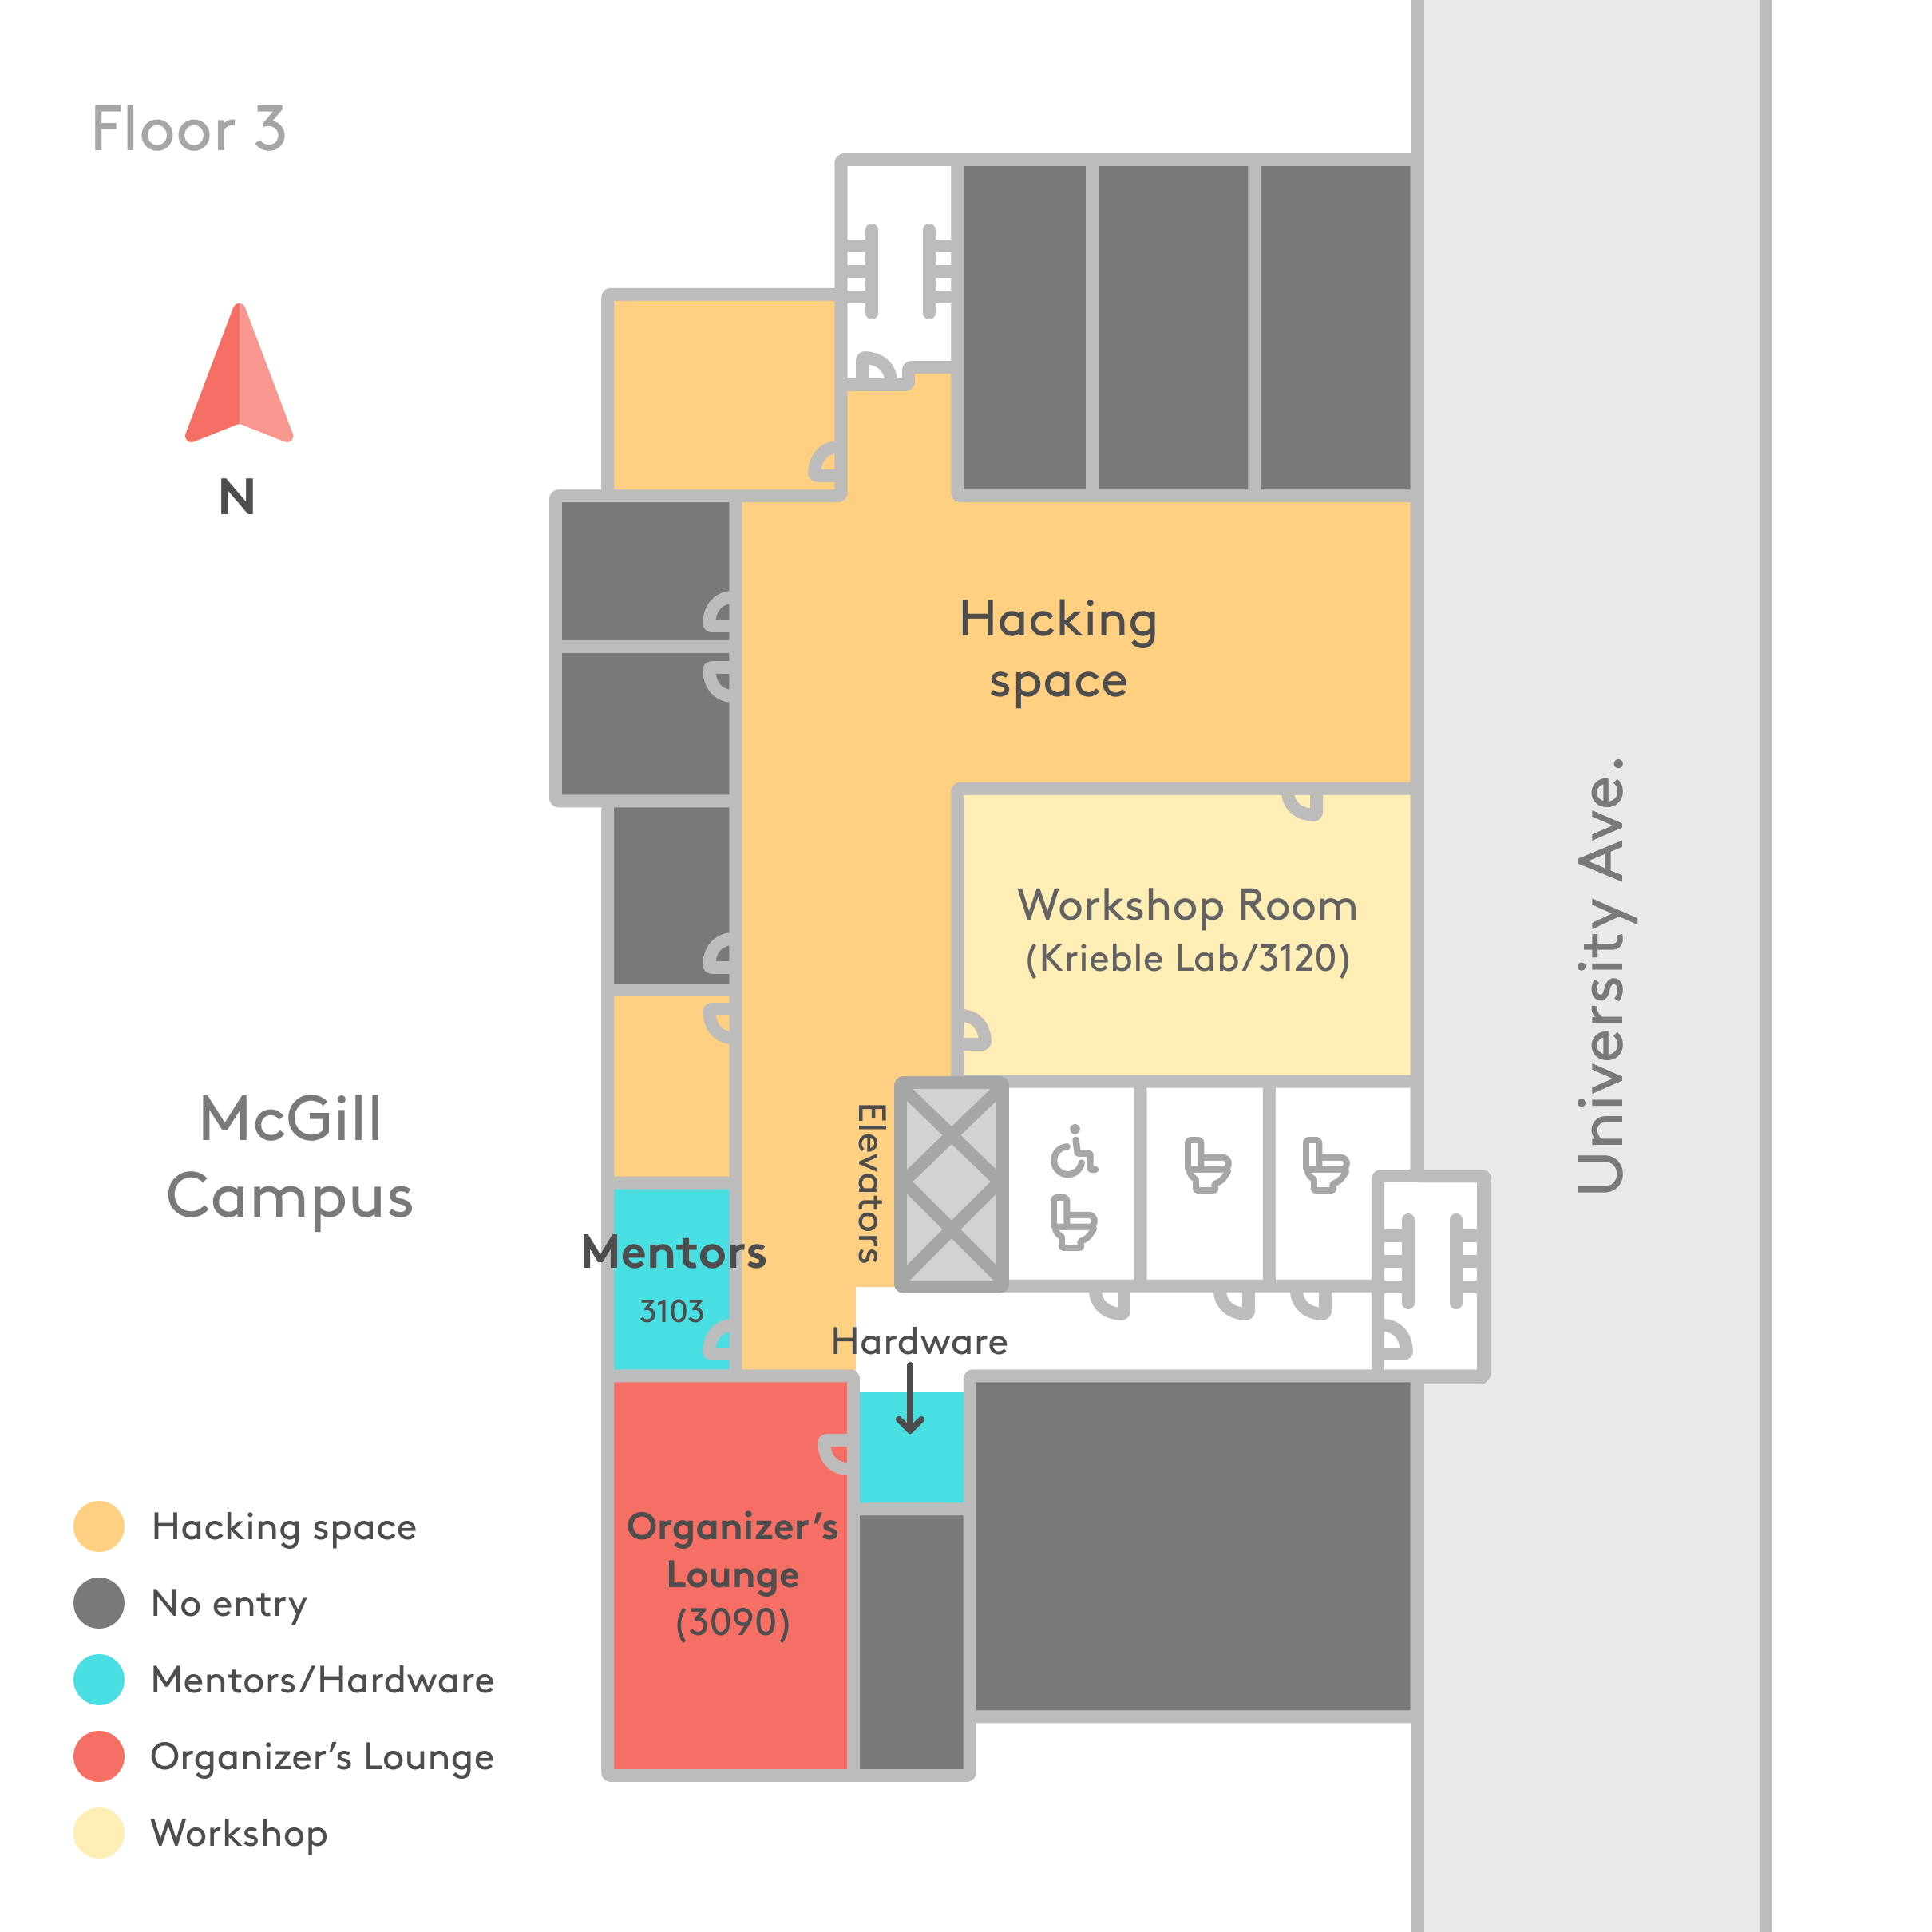 Floor 3
N
Hacking
space
Workshop Room
(Krieble Lab/3120)
University Ave.
McGill
Campus
Elevators
Mentors
3103
Hardware
Organizer’s
Lounge
(3090)
Hacking space
No entry
Mentors/Hardware
Organizer’s Lounge
Workshop